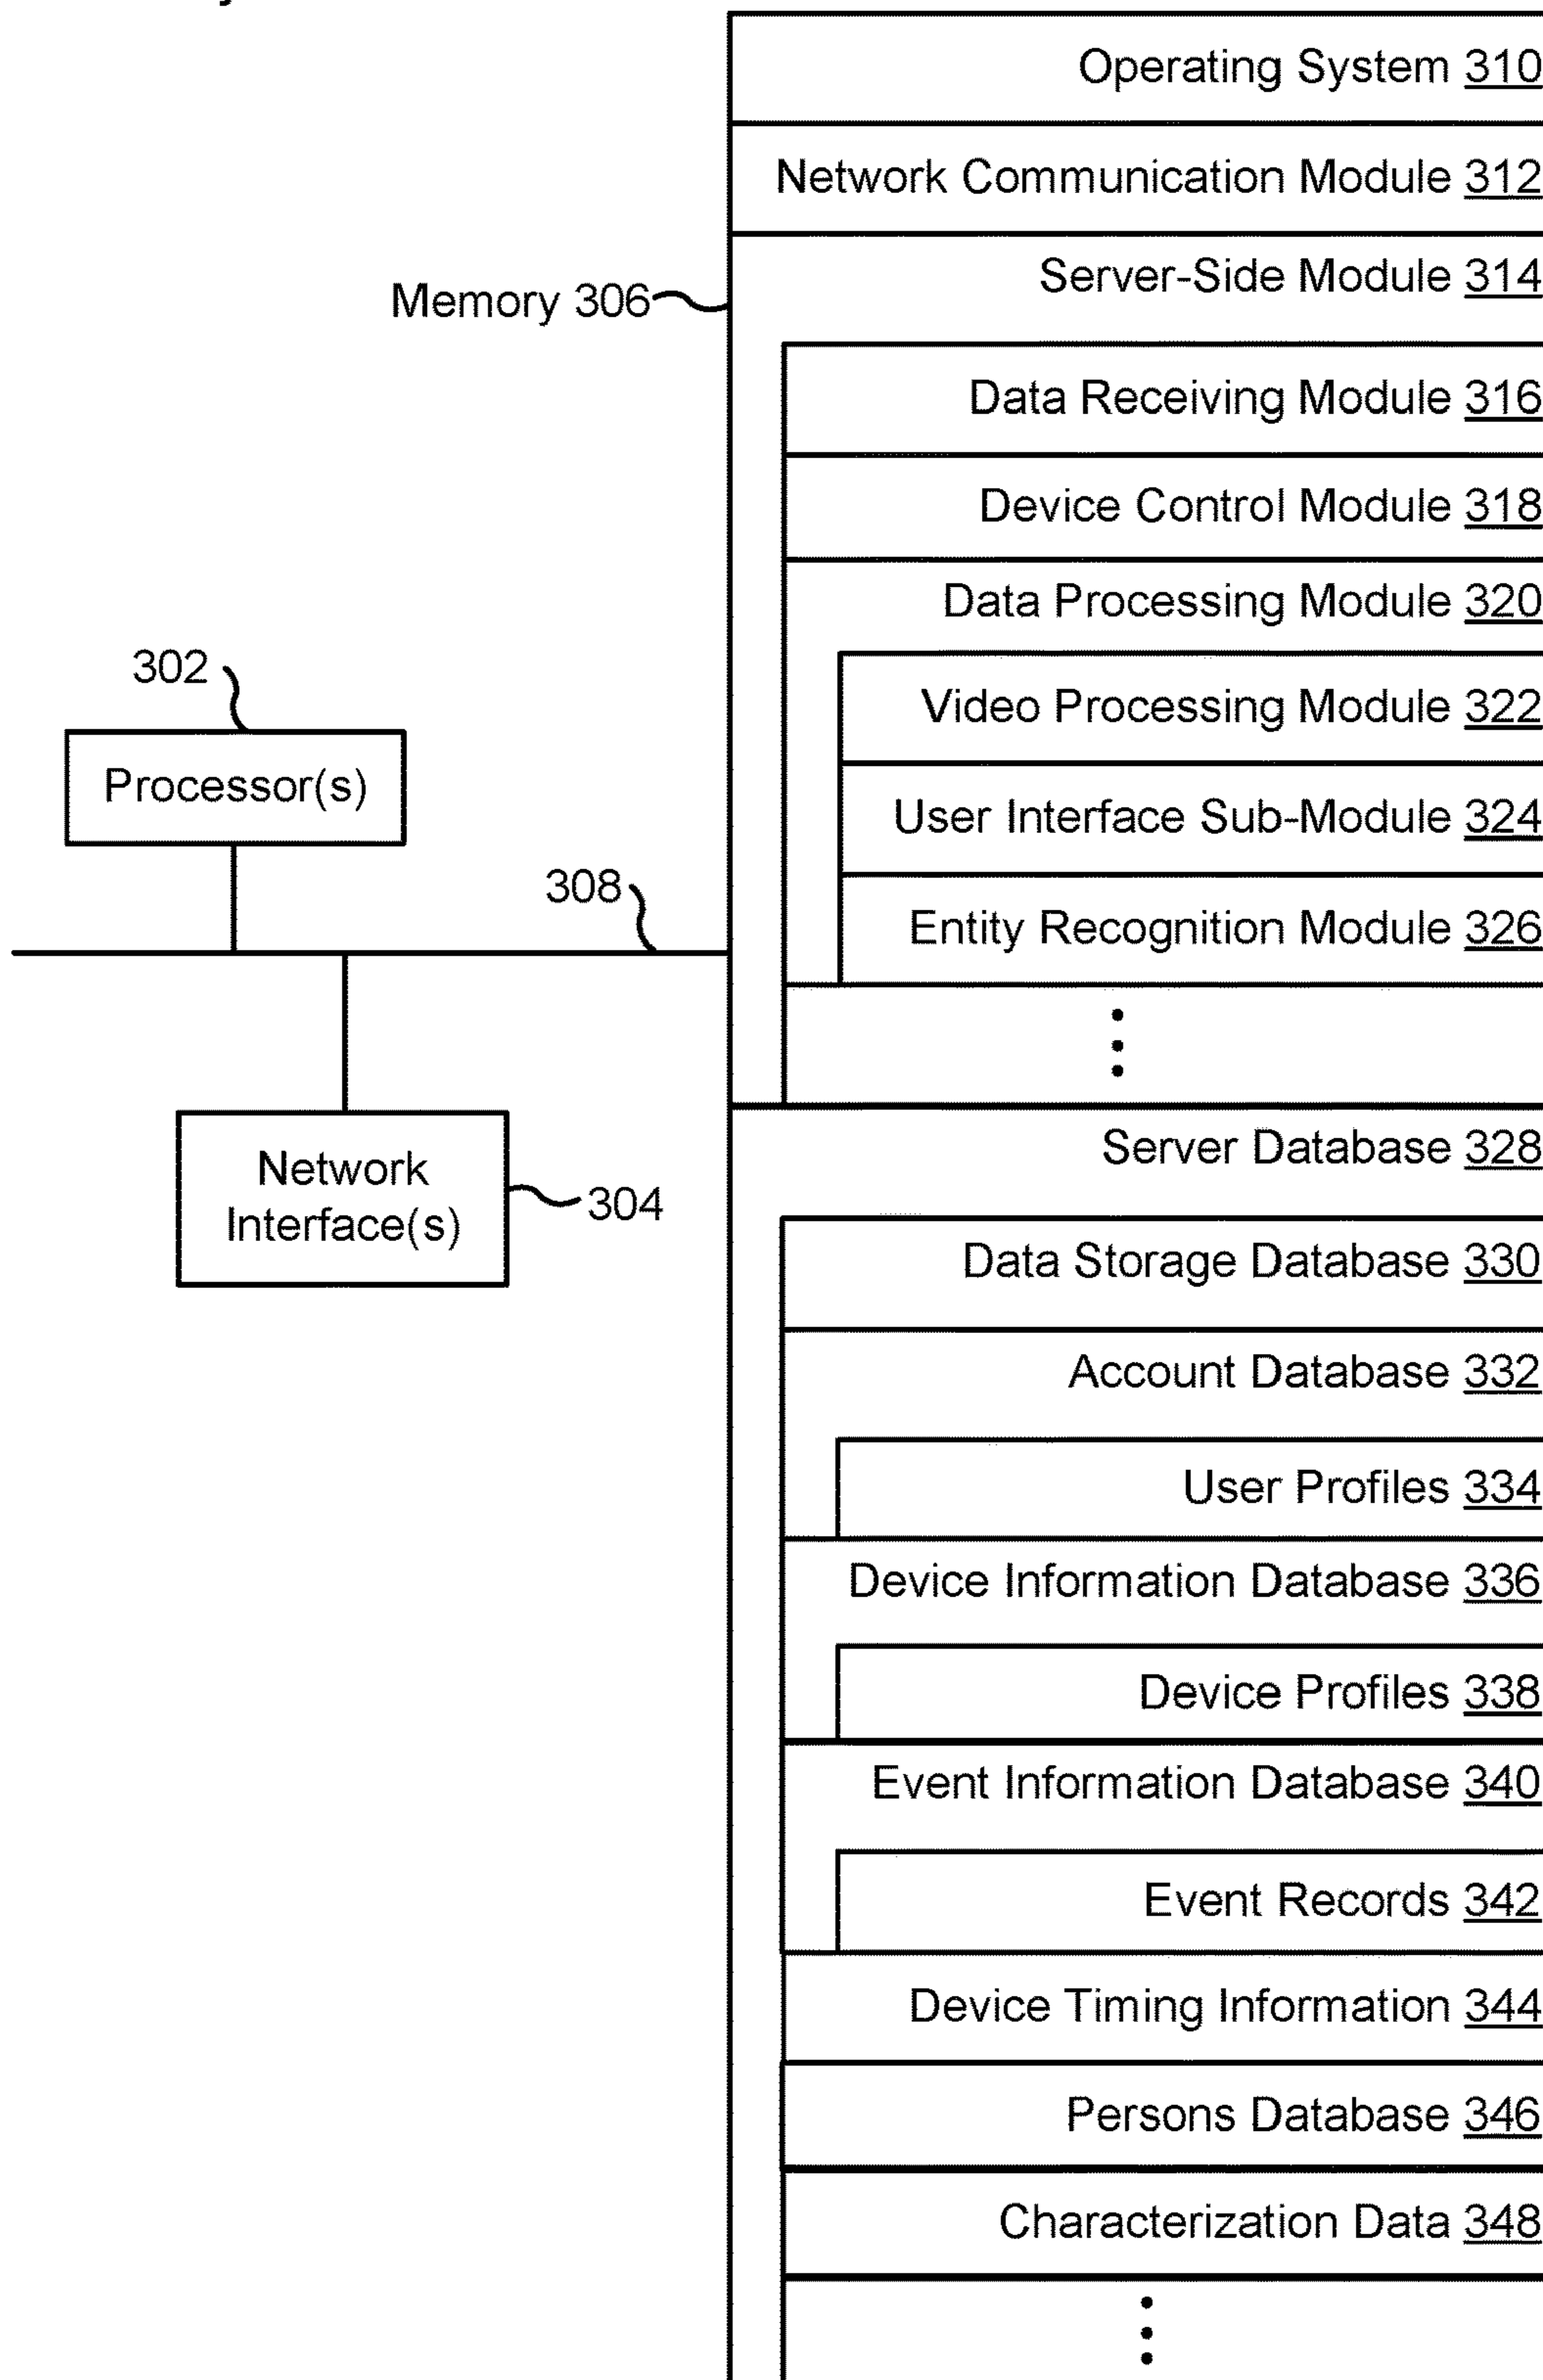 Operating System 310
Network Communication Module 312
Server-Side Module 314
Memory 306
Data Receiving Module 316
Device Control Module 318
Data Processing Module 320
302
Video Processing Module 322
Processor(s)
User Interface Sub-Module 324
308
Entity Recognition Module 326
Server Database 328
Network
Interface(s)
304
Data Storage Database 330
Account Database 332
User Profiles 334
Device Information Database 336
Device Profiles 338
Event Information Database 340
Event Records 342
Device Timing Information 344
Persons Database 346
Characterization Data 348